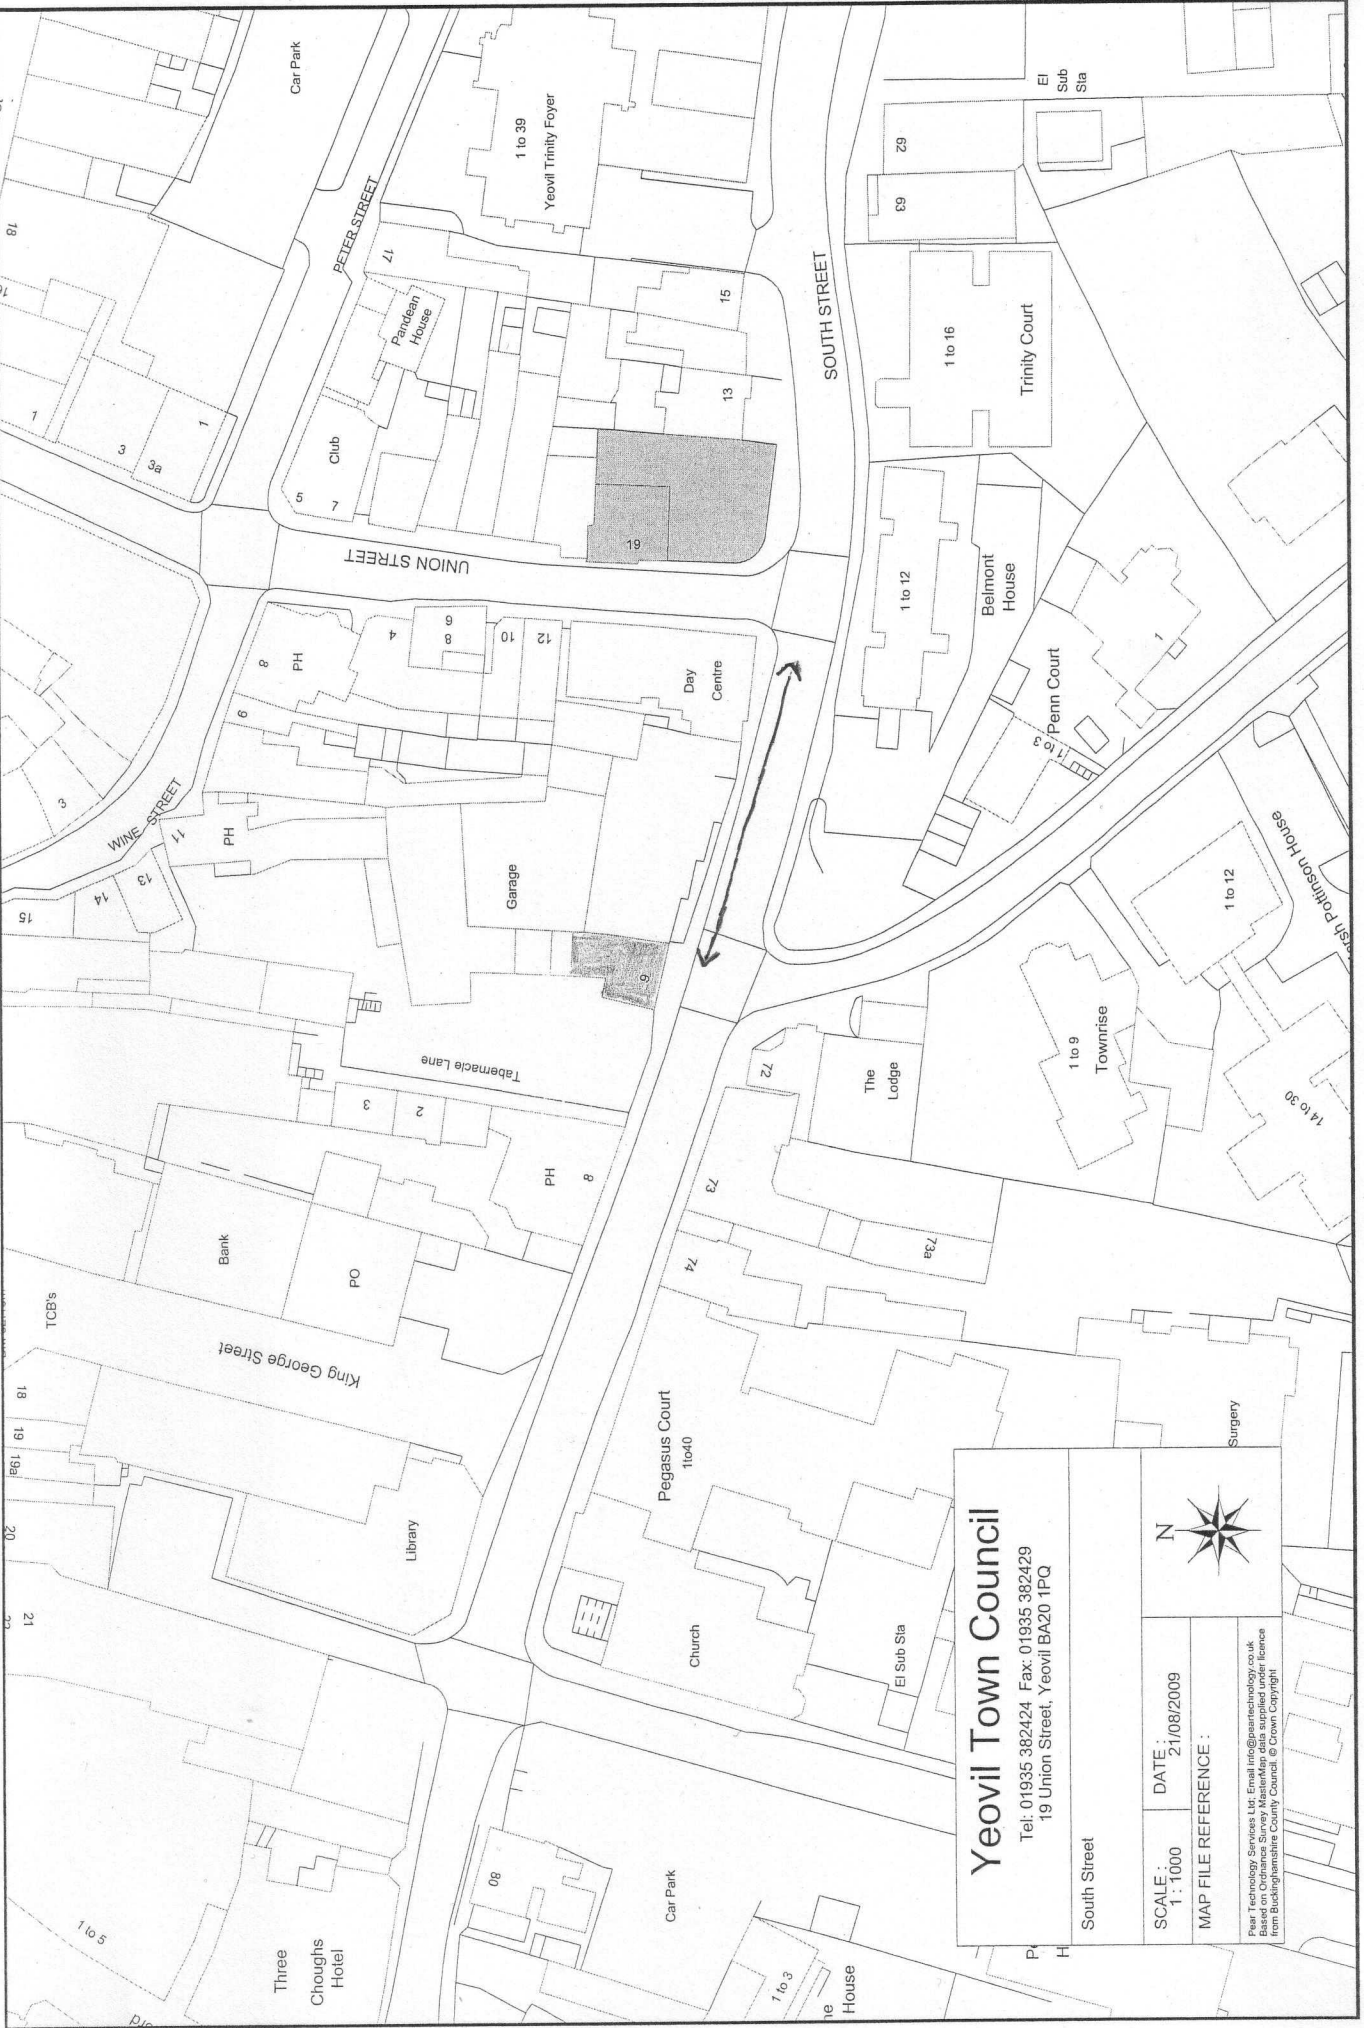 Car Park
18
1
3
3a
1
PETER STREET
17
Pandean
House
Club
5
7
1 to 39
Yeovil Trinity Foyer
15
13
19
UNION STREET
SOUTH STREET
62
63
El
Sub
Sta
1 to 16
Trinity Court
1 to 12
Belmont
House
Penn Court
1 to 3
1
WINE STREET
3
8
PH
9
4
6
8
10
12
Day
Centre
11
PH
13
14
15
Garage
9
Tabernacle Lane
3
2
PH
8
Bank
PO
TCB's
King George Street
18
19
19a
20
21
Library
72
The
Lodge
73
73a
74
1 to 9
Townrise
1 to 12
14 to 30
Pegasus Court
1to40
Surgery
Church
El Sub Sta
80
Car Park
1 to 3
House
1 to 5
Three
Choughs
Hotel
Yeovil Town Council
Tel: 01935 382424 Fax: 01935 382429
19 Union Street, Yeovil BA20 1PQ
South Street
SCALE :
1 : 1000
DATE :
21/08/2009
MAP FILE REFERENCE :
N
Pear Technology Services Ltd; Email info@peartechnology.co.uk
Based on Ordnance Survey MasterMap data supplied under licence
from Buckinghamshire County Council. © Crown Copyright